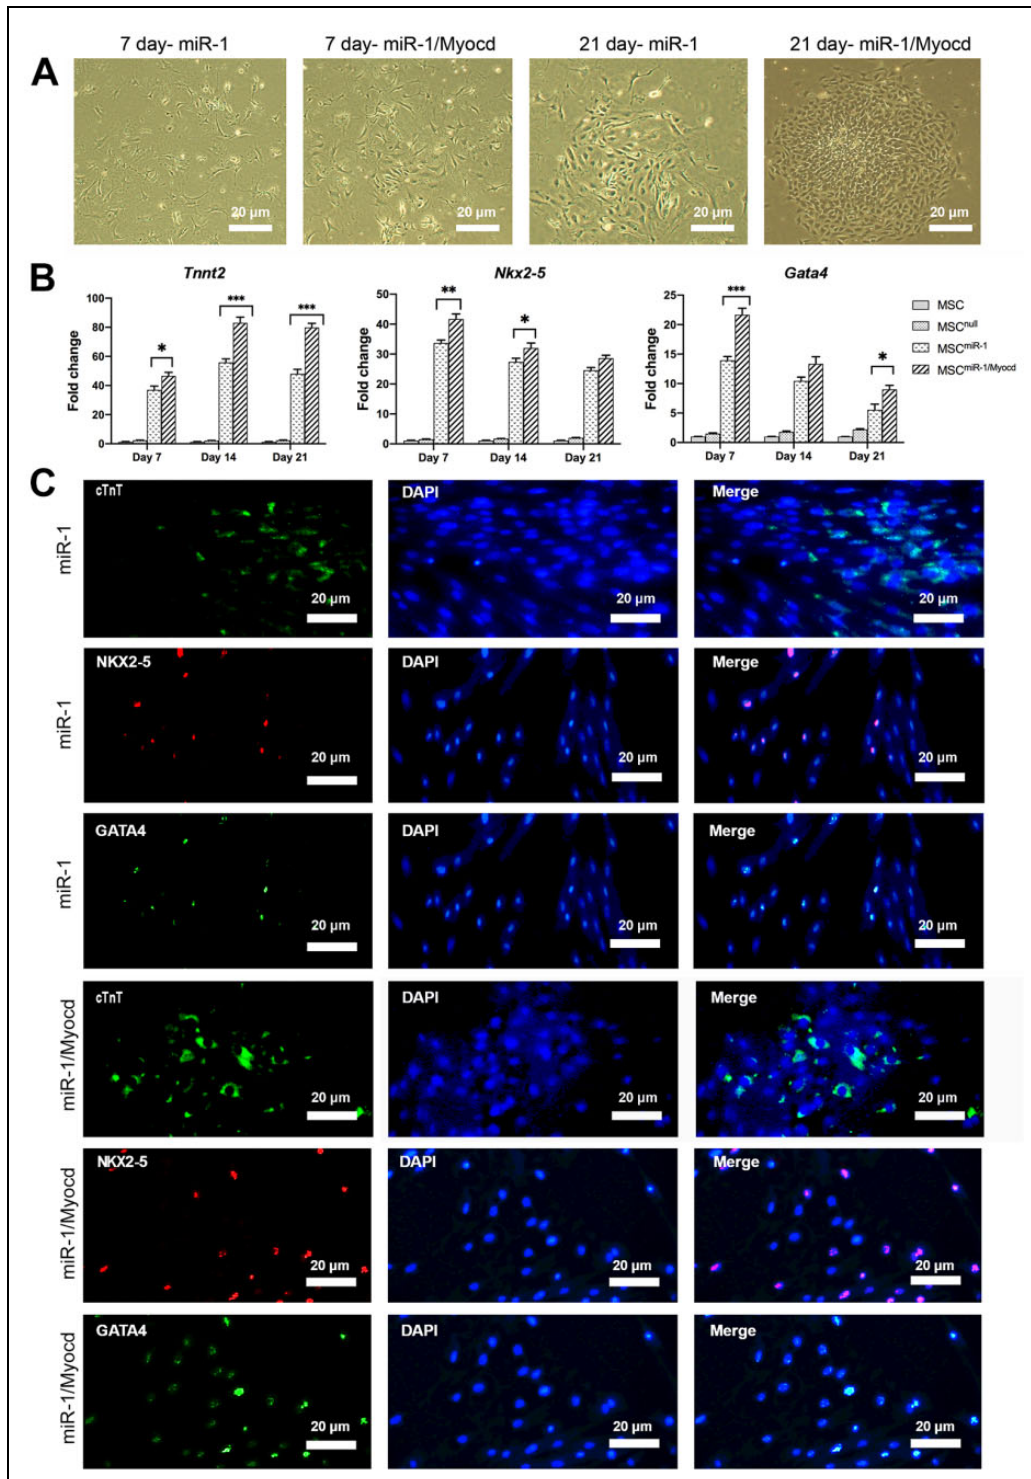 7 day- miR-1 7 day- miR-1/Myocd 21 day- miR-1 21 day- miR-1/Myocd
A
20 µm 20 µm 20 µm 20 µm
B
Tnnt2 Nkx2-5 Gata4
Fold change
100
80
60
40
20
0
* *** ***
Day 7 Day 14 Day 21
Fold change
50
40
30
20
10
0
** *
Day 7 Day 14 Day 21
Fold change
25
20
15
10
5
0
*** *
Day 7 Day 14 Day 21
MSC
MSCnull
MSCmiR-1
MSCmiR-1/Myocd
C
miR-1
cTnT DAPI Merge
20 µm 20 µm 20 µm
miR-1
NKX2-5 DAPI Merge
20 µm 20 µm 20 µm
miR-1
GATA4 DAPI Merge
20 µm 20 µm 20 µm
miR-1/Myocd
cTnT DAPI Merge
20 µm 20 µm 20 µm
miR-1/Myocd
NKX2-5 DAPI Merge
20 µm 20 µm 20 µm
miR-1/Myocd
GATA4 DAPI Merge
20 µm 20 µm 20 µm